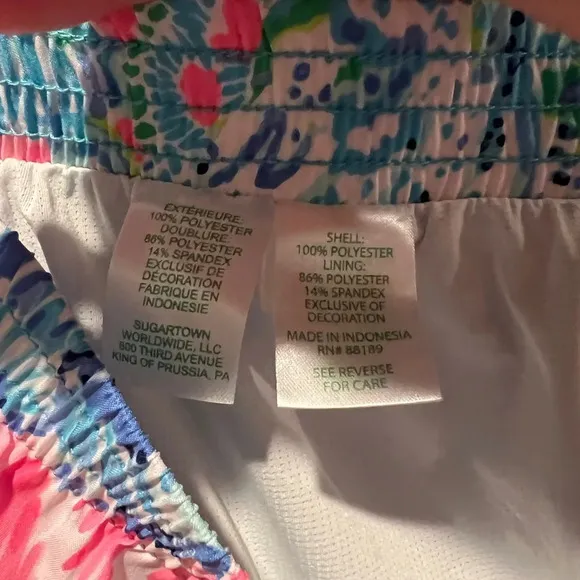 EXTÉRIEURE:
100% POLYESTER
DOUBLURE:
86% POLYESTER
14% SPANDEX
EXCLUSIF DE
DÉCORATION
FABRIQUE EN
INDONESIE
SUGARTOWN
WORLDWIDE, LLC
800 THIRD AVENUE
KING OF PRUSSIA, PA
SHELL:
100% POLYESTER
LINING:
86% POLYESTER
14% SPANDEX
EXCLUSIVE OF
DECORATION
MADE IN INDONESIA
RN# 88189
SEE REVERSE
FOR CARE